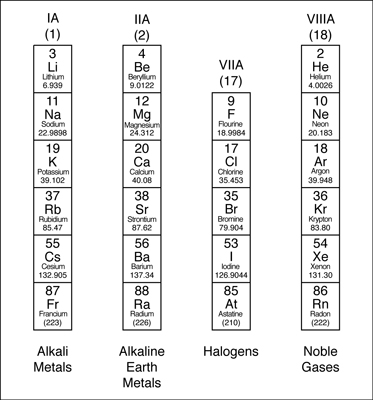 IA
(1)
3
Li
Lithium
6.939
11
Na
Sodium
22.9898
19
K
Potassium
39.102
37
Rb
Rubidium
85.47
55
Cs
Cesium
132.905
87
Fr
Francium
(223)
Alkali
Metals
IIA
(2)
4
Be
Beryllium
9.0122
12
Mg
Magnesium
24.312
20
Ca
Calcium
40.08
38
Sr
Strontium
87.62
56
Ba
Barium
137.34
88
Ra
Radium
(226)
Alkaline
Earth
Metals
VIIA
(17)
9
F
Flourine
18.9984
17
Cl
Chlorine
35.453
35
Br
Bromine
79.904
53
I
Iodine
126.9044
85
At
Astatine
(210)
Halogens
VIIIA
(18)
2
He
Helium
4.0026
10
Ne
Neon
20.183
18
Ar
Argon
39.948
36
Kr
Krypton
83.80
54
Xe
Xenon
131.30
86
Rn
Radon
(222)
Noble
Gases